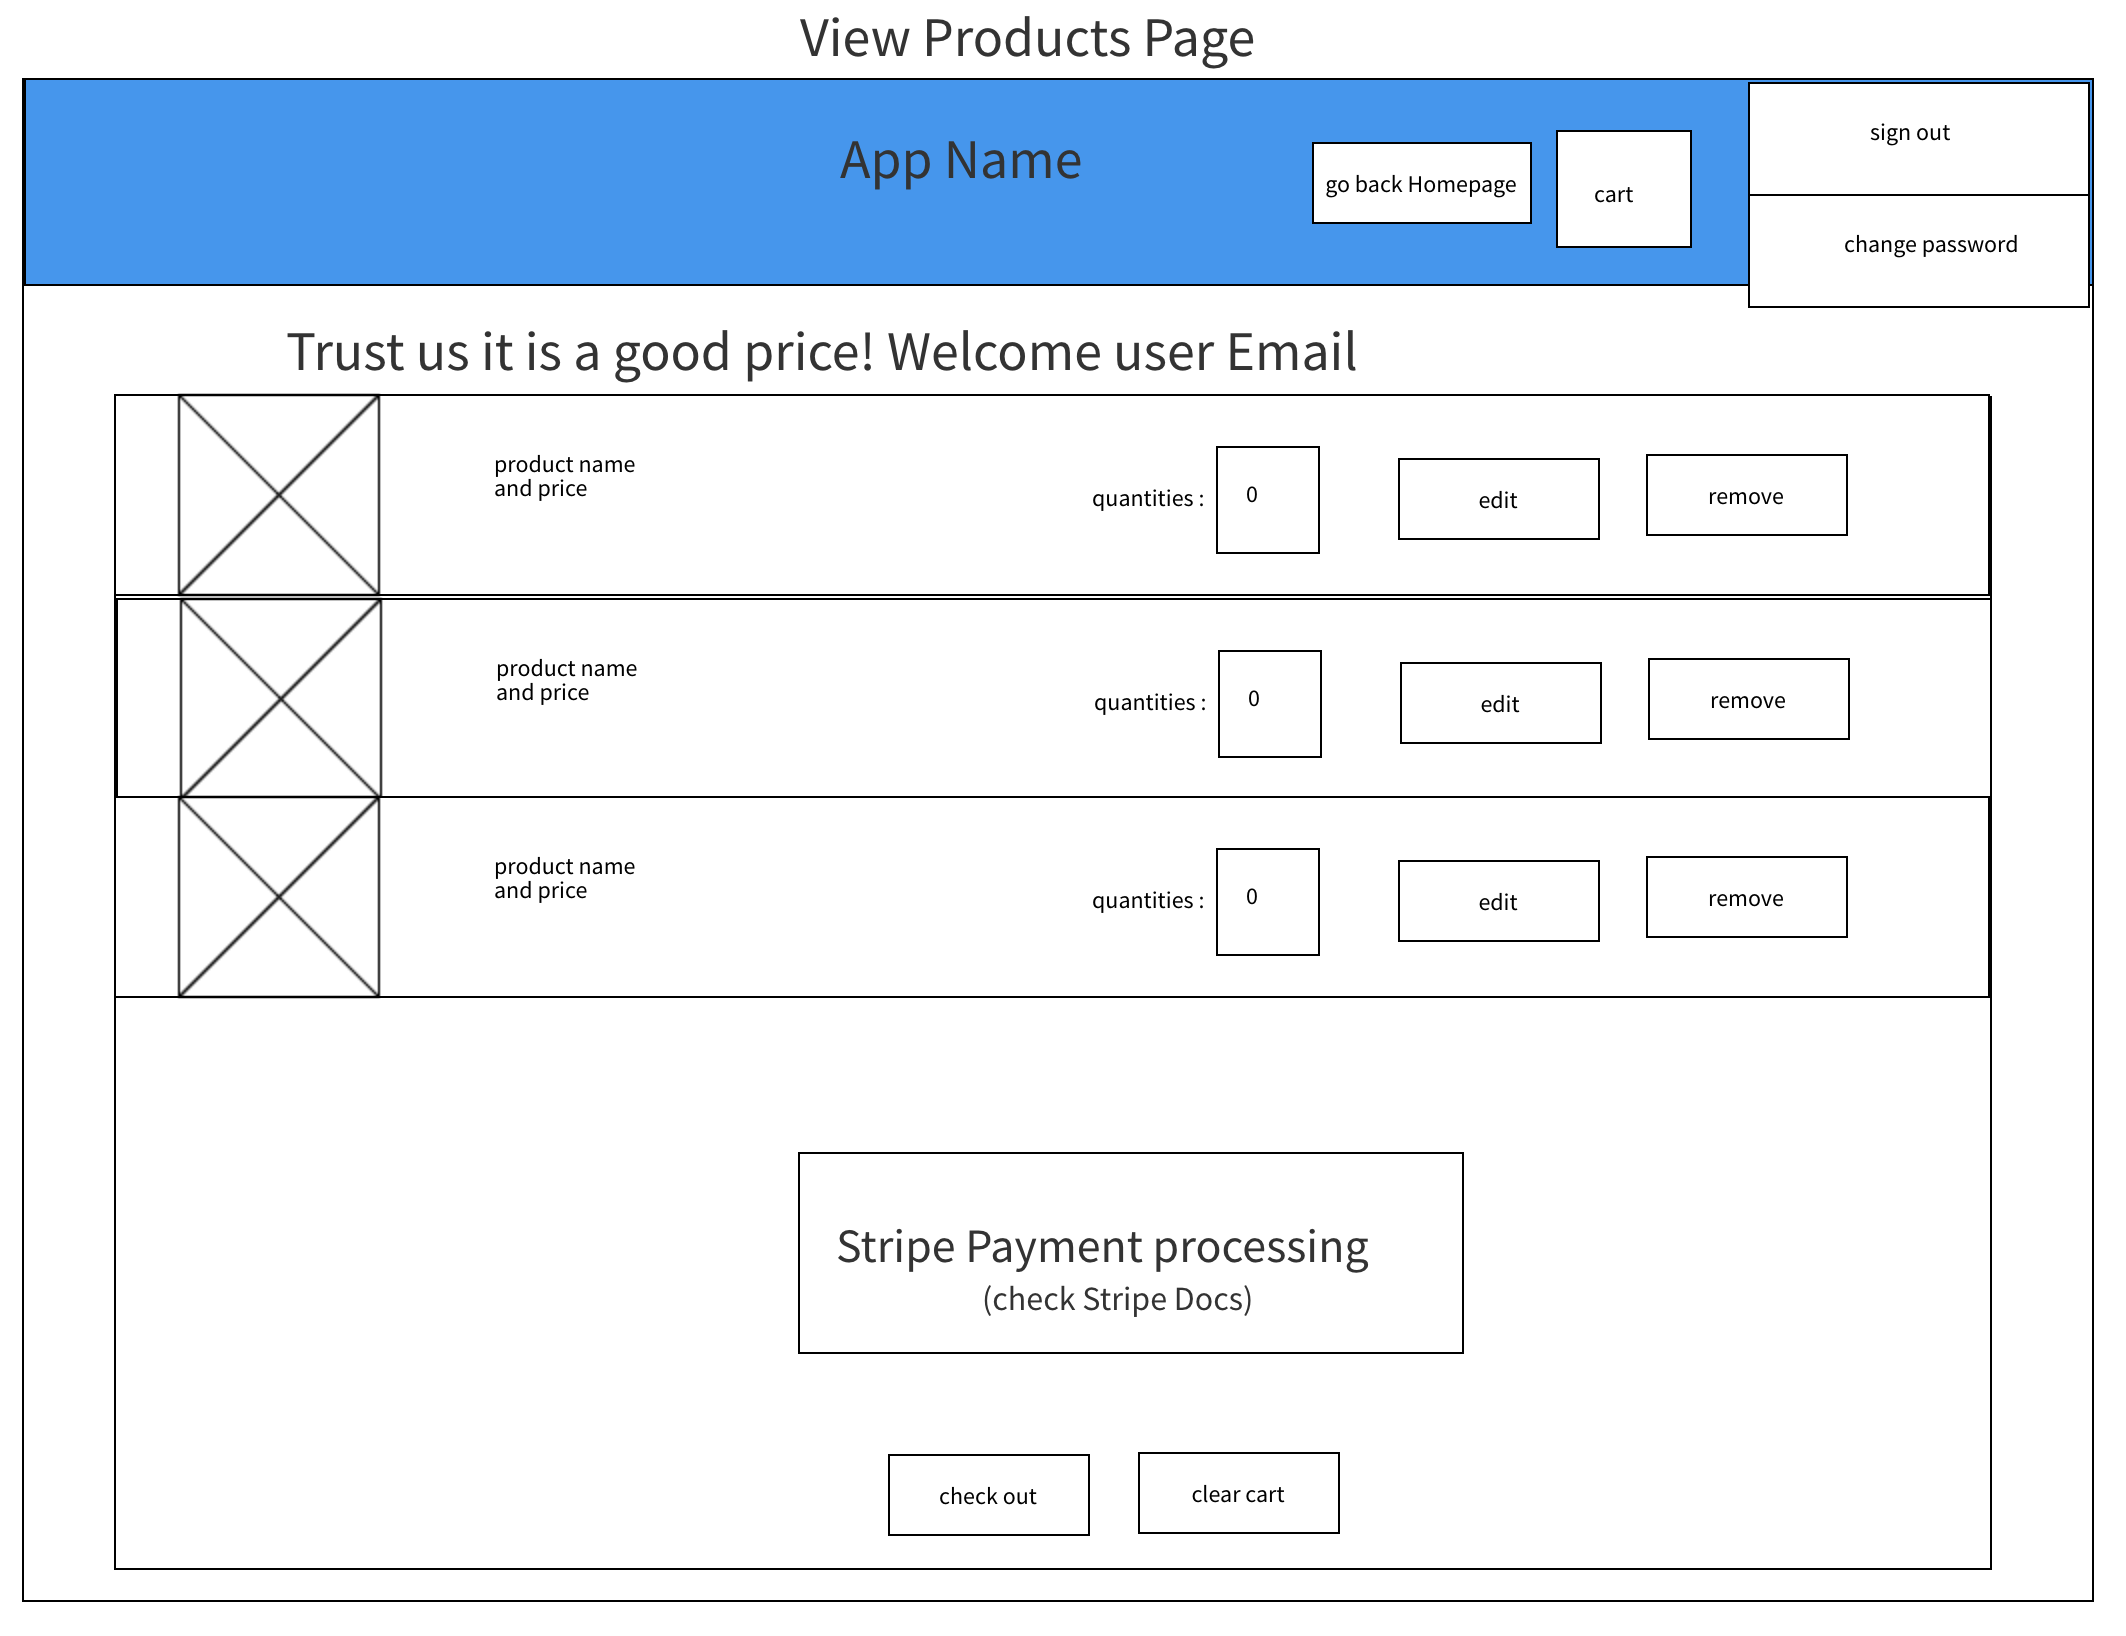 View Products Page
App Name
go back Homepage
cart
sign out
change password
Trust us it is a good price! Welcome user Email
product name
and price
quantities :
0
edit
remove
product name
and price
quantities :
0
edit
remove
product name
and price
quantities :
0
edit
remove
Stripe Payment processing
(check Stripe Docs)
check out
clear cart